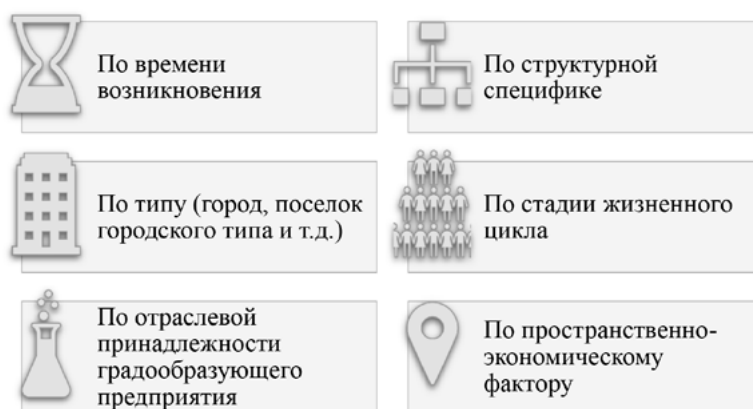 По времени
возникновения
По структурной
специфике
По типу (город, поселок
городского типа и т.д.)
По стадии жизненного
цикла
По отраслевой
принадлежности
градообразующего
предприятия
По пространственно-
экономическому
фактору